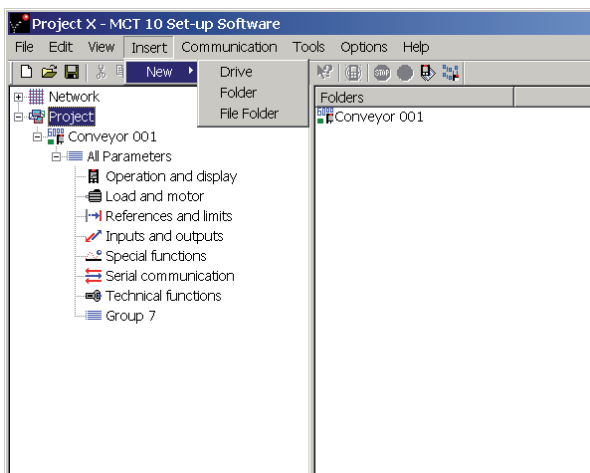 Project X - MCT 10 Set-up Software
File Edit View Insert Communication Tools Options Help
New
Drive
Folder
File Folder
STOP
Network
Project
Conveyor 001
All Parameters
Operation and display
Load and motor
References and limits
Inputs and outputs
Special functions
Serial communication
Technical functions
Group 7
Folders
Conveyor 001